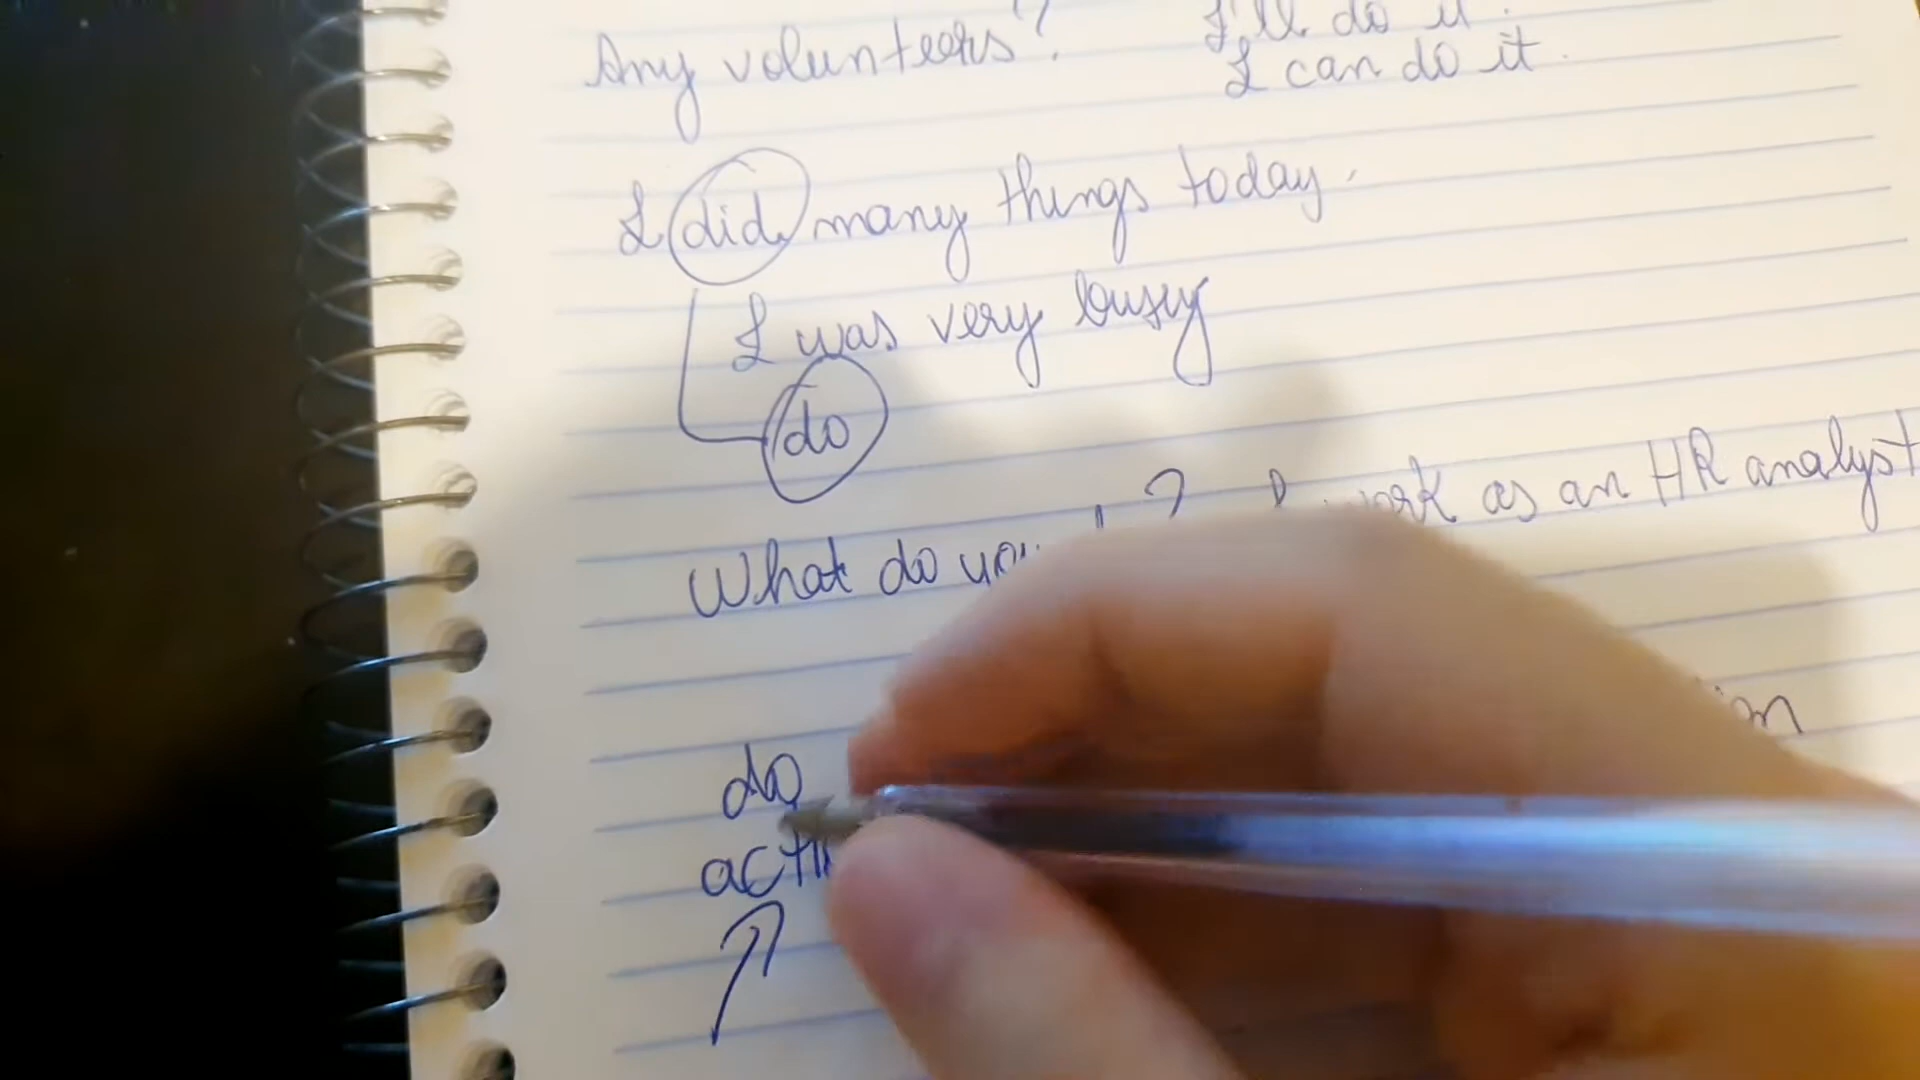 Any volunteers? I'll do it.
I can do it.
I did many things today.
I was very busy
do
What do you ? I work as an HR analyst
do